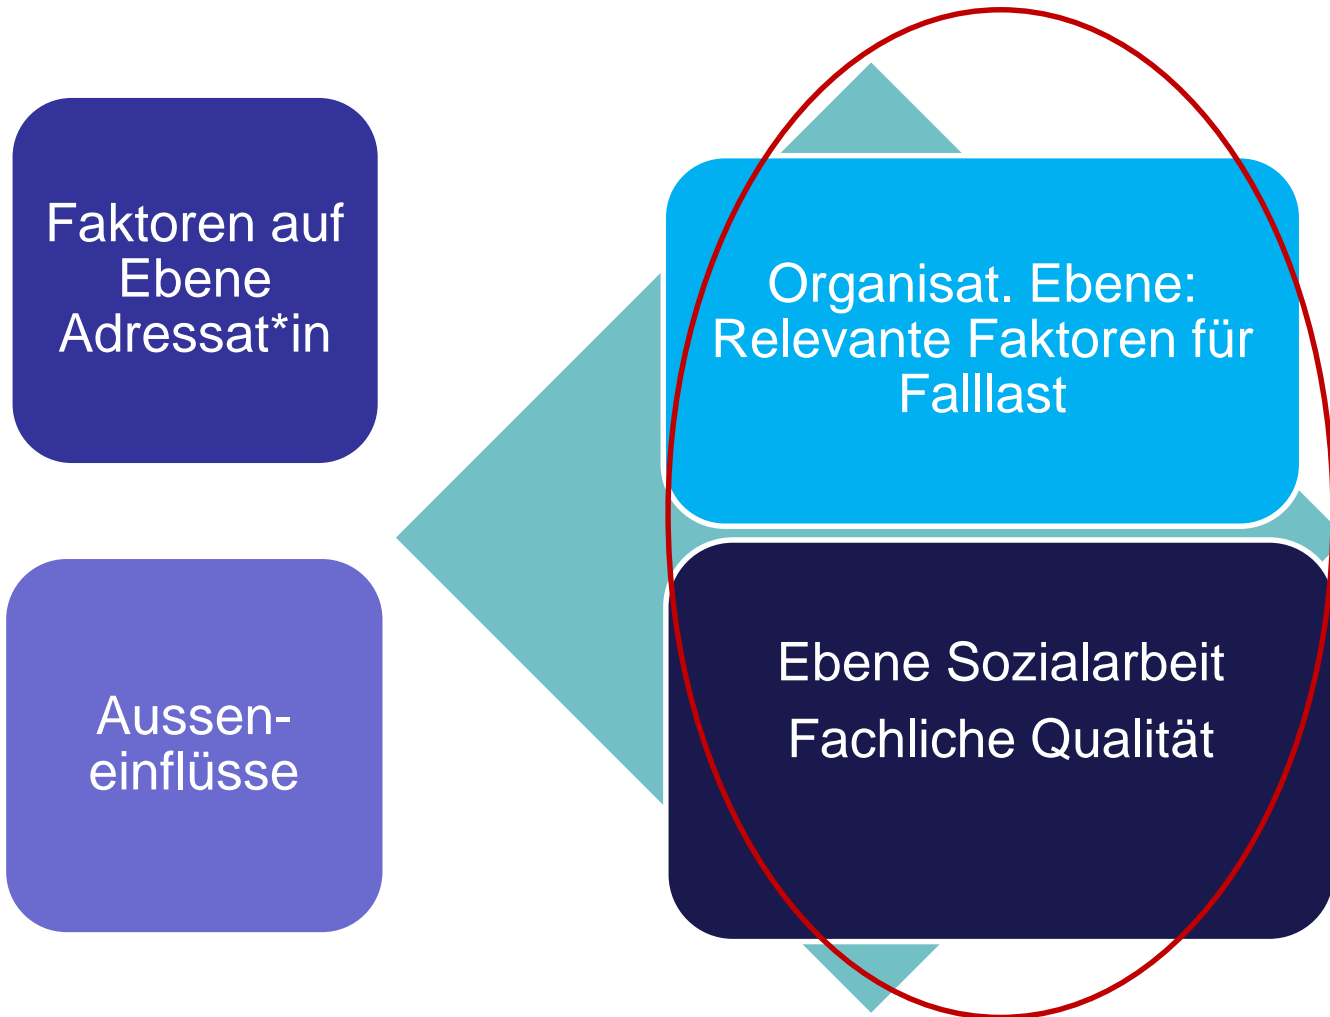 Faktoren auf
Ebene
Adressat*in
Organisat. Ebene:
Relevante Faktoren für
Falllast
Aussen-
einflüsse
Ebene Sozialarbeit
Fachliche Qualität